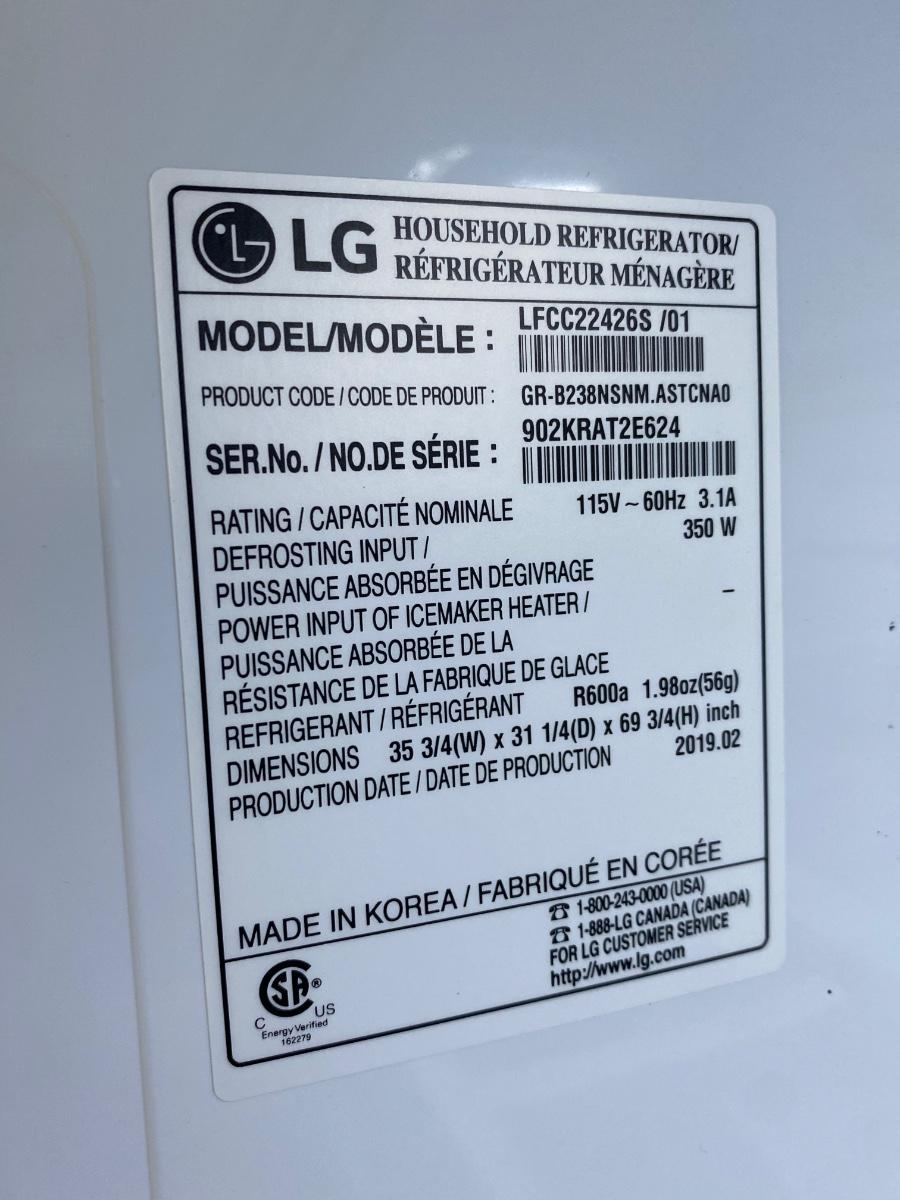 LG HOUSEHOLD REFRIGERATOR/
RÉFRIGÉRATEUR MÉNAGÈRE
MODEL/MODÈLE : LFCC22426S /01
PRODUCT CODE / CODE DE PRODUIT : GR-B238NSNM.ASTCNA0
SER.No. / NO.DE SÉRIE : 902KRAT2E624
RATING / CAPACITÉ NOMINALE 115V ~ 60Hz 3.1A
DEFROSTING INPUT / 350 W
PUISSANCE ABSORBÉE EN DÉGIVRAGE
POWER INPUT OF ICEMAKER HEATER / –
PUISSANCE ABSORBÉE DE LA
RÉSISTANCE DE LA FABRIQUE DE GLACE
REFRIGERANT / RÉFRIGÉRANT R600a 1.98oz(56g)
DIMENSIONS 35 3/4(W) x 31 1/4(D) x 69 3/4(H) inch
PRODUCTION DATE / DATE DE PRODUCTION 2019.02
MADE IN KOREA / FABRIQUÉ EN CORÉE
☎ 1-800-243-0000 (USA)
☎ 1-888-LG CANADA (CANADA)
FOR LG CUSTOMER SERVICE
http://www.lg.com
CSA®
C US
Energy Verified
162279